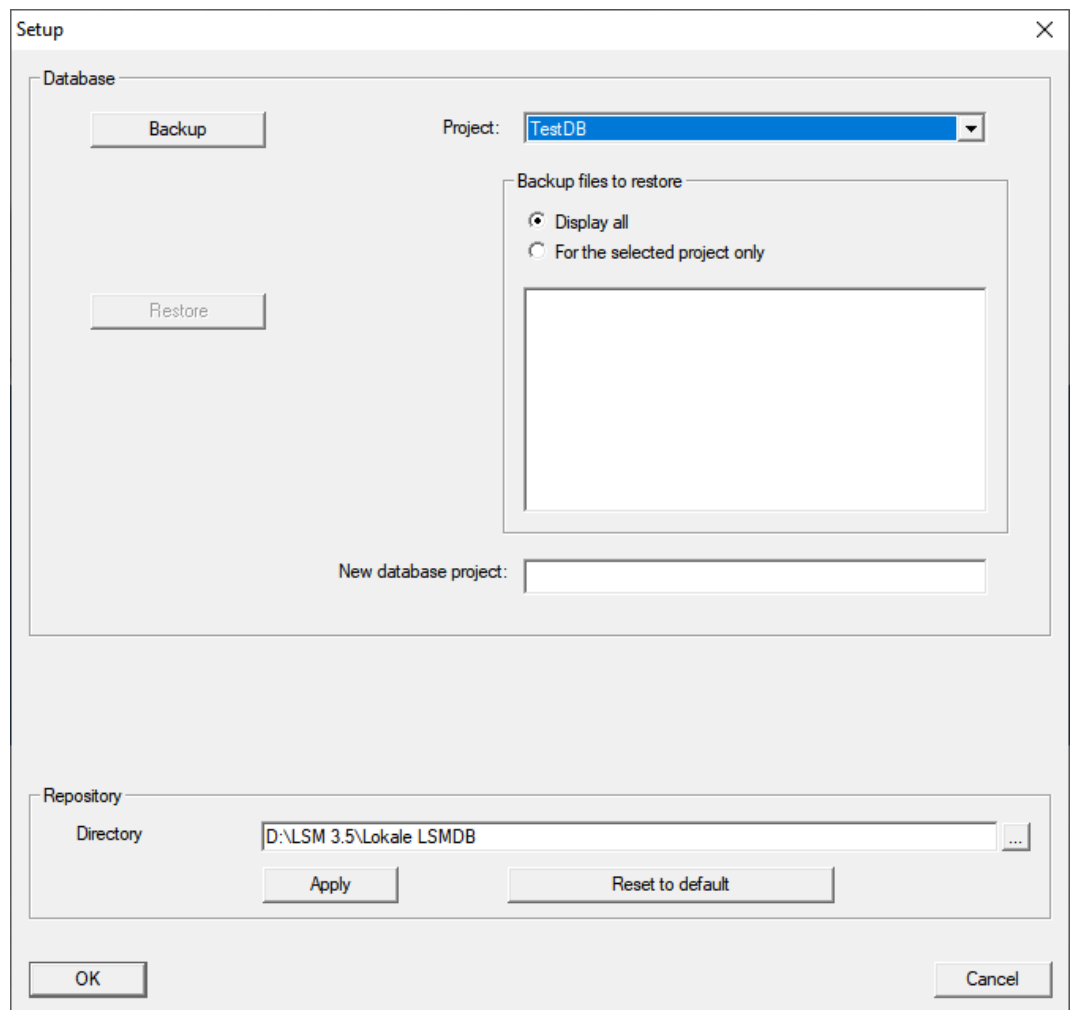 Setup
Database
Backup
Project:
TestDB
Backup files to restore
Display all
For the selected project only
Restore
New database project:
Repository
Directory
D:\LSM 3.5\Lokale LSMDB
...
Apply
Reset to default
OK
Cancel